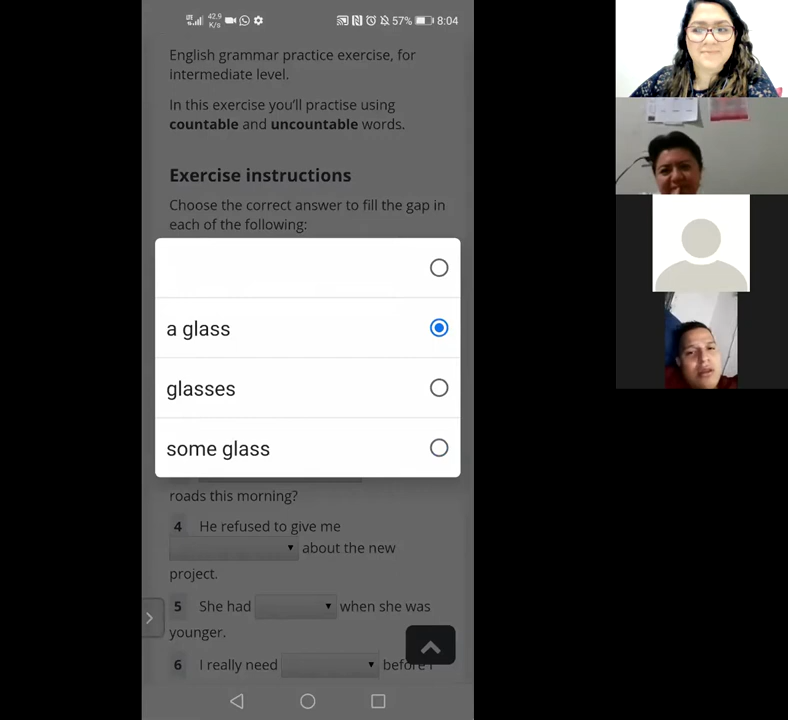 42.9
K/s
57%
8:04
English grammar practice exercise, for
intermediate level.
In this exercise you'll practise using
countable and uncountable words.
Exercise instructions
Choose the correct answer to fill the gap in
each of the following:
a glass
glasses
some glass
roads this morning?
4 He refused to give me
about the new
project.
5 She had when she was
younger.
6 I really need before I